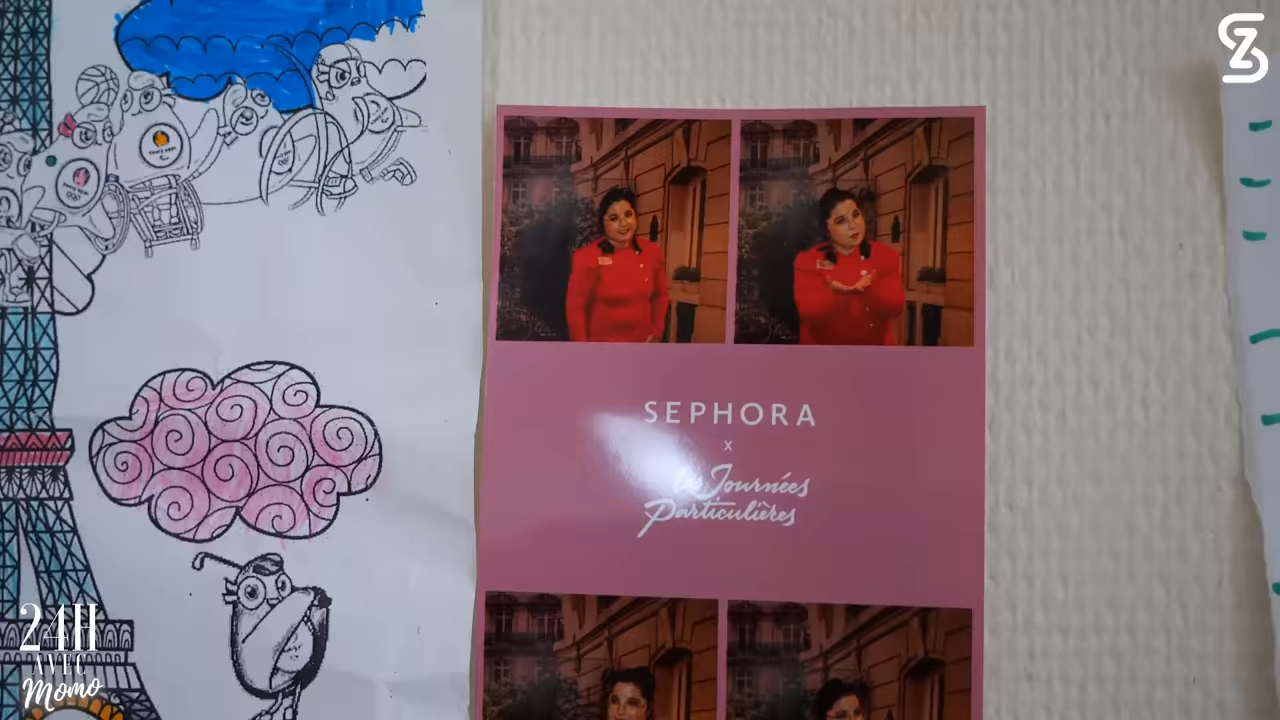 SEPHORA
x
Les Journées
Particulières
24H
AVEC
Momo